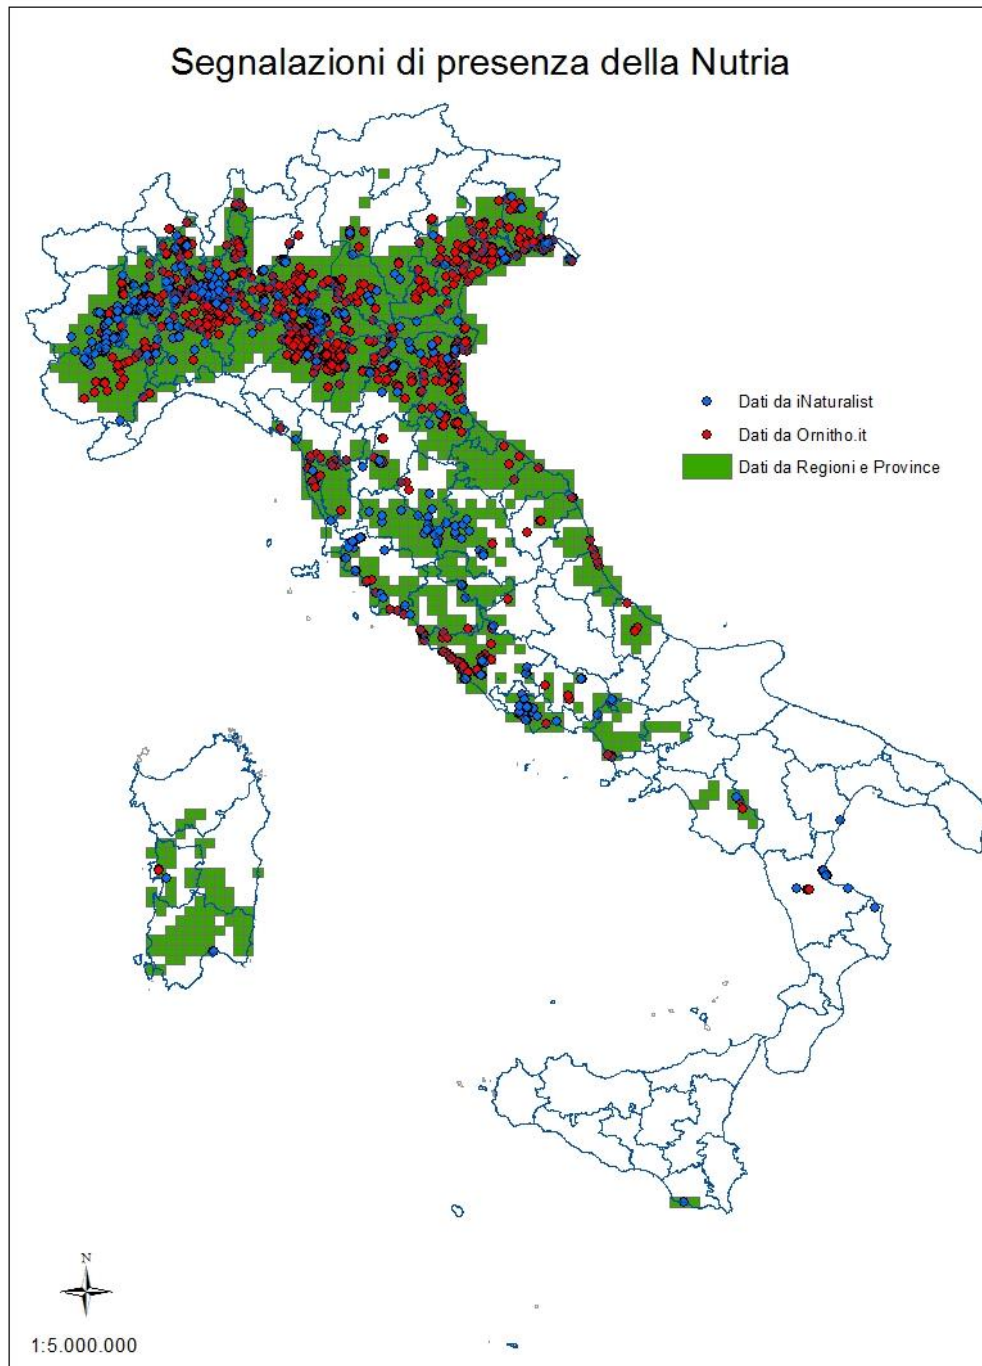 Segnalazioni di presenza della Nutria
Dati da iNaturalist
Dati da Ornitho.it
Dati da Regioni e Province
N
1:5.000.000